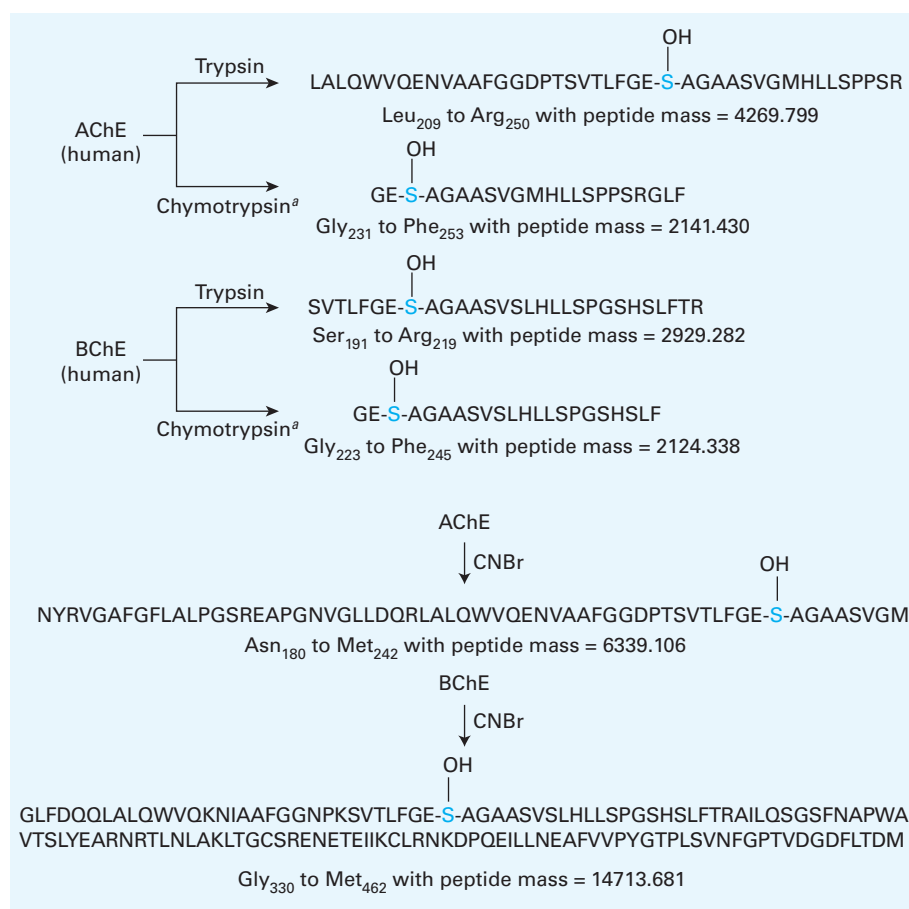 OH
Trypsin
LALQWVQENVAAFGGDPTSVTLFGE-S-AGAASVGMHLLSPPSR
Leu209 to Arg250 with peptide mass = 4269.799
AChE
(human)
OH
GE-S-AGAASVGMHLLSPPSRGLF
Chymotrypsin^a
Gly231 to Phe253 with peptide mass = 2141.430
OH
Trypsin
SVTLFGE-S-AGAASVSLHLLSPGSHSLFTR
Ser191 to Arg219 with peptide mass = 2929.282
BChE
(human)
OH
GE-S-AGAASVSLHLLSPGSHSLF
Chymotrypsin^a
Gly223 to Phe245 with peptide mass = 2124.338
AChE
CNBr
OH
NYRVGAFGFLALPGSREAPGNVGLLDQRLALQWVQENVAAFGGDPTSVTLFGE-S-AGAASVGM
Asn180 to Met242 with peptide mass = 6339.106
BChE
CNBr
OH
GLFDQQLALQWVQKNIAAFGGNPKSVTLFGE-S-AGAASVSLHLLSPGSHSLFTRAILQSGSFNAPWA
VTSLYEARNRTLNLAKLTGCSRENETEIIKCLRNKDPQEILLNEAFVVPYGTPLSVNFGPTVDGDFLTDM
Gly330 to Met462 with peptide mass = 14713.681